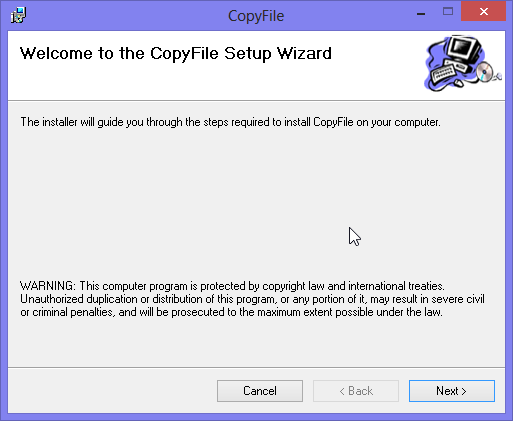 CopyFile
Welcome to the CopyFile Setup Wizard
The installer will guide you through the steps required to install CopyFile on your computer.
WARNING: This computer program is protected by copyright law and international treaties.
Unauthorized duplication or distribution of this program, or any portion of it, may result in severe civil
or criminal penalties, and will be prosecuted to the maximum extent possible under the law.
Cancel
< Back
Next >